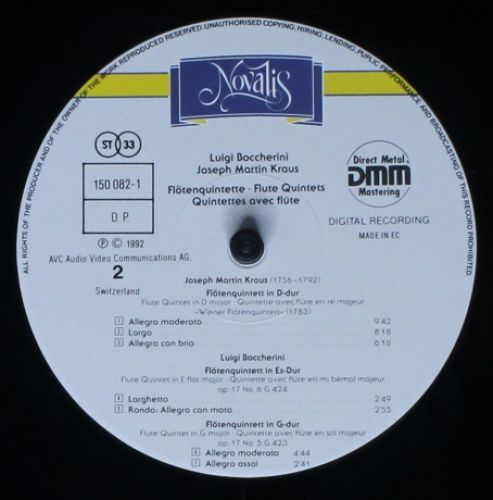 ALL RIGHTS OF THE PRODUCER AND OF THE OWNER OF THE WORK REPRODUCED RESERVED. UNAUTHORISED COPYING, HIRING, LENDING, PUBLIC PERFORMANCE AND BROADCASTING OF THIS RECORD PROHIBITED
Novalis
ST 33
150 082-1
D P
℗ © 1992
AVC Audio Video Communications AG,
2
Switzerland
Luigi Boccherini
Joseph Martin Kraus
Flötenquintette · Flute Quintets
Quintettes avec flûte
Direct Metal
DMM
Mastering
DIGITAL RECORDING
MADE IN EC
Joseph Martin Kraus (1756–1792)
Flötenquintett in D-dur
Flute Quintet in D major · Quintette avec flûte en ré majeur
«Wiener Flötenquintett» (1783)
1 Allegro moderato 9'42
2 Largo 8'18
3 Allegro con brio 6'16
Luigi Boccherini
Flötenquintett in Es-Dur
Flute Quintet in E flat major · Quintette avec flûte en mi bémol majeur
op. 17 No. 6 G 424
4 Larghetto 2'49
5 Rondo: Allegro con moto 2'55
Flötenquintett in G-dur
Flute Quintet in G major · Quintette avec flûte en sol majeur
op. 17 No. 5 G 423
6 Allegro moderato 4'44
7 Allegro assai 2'41